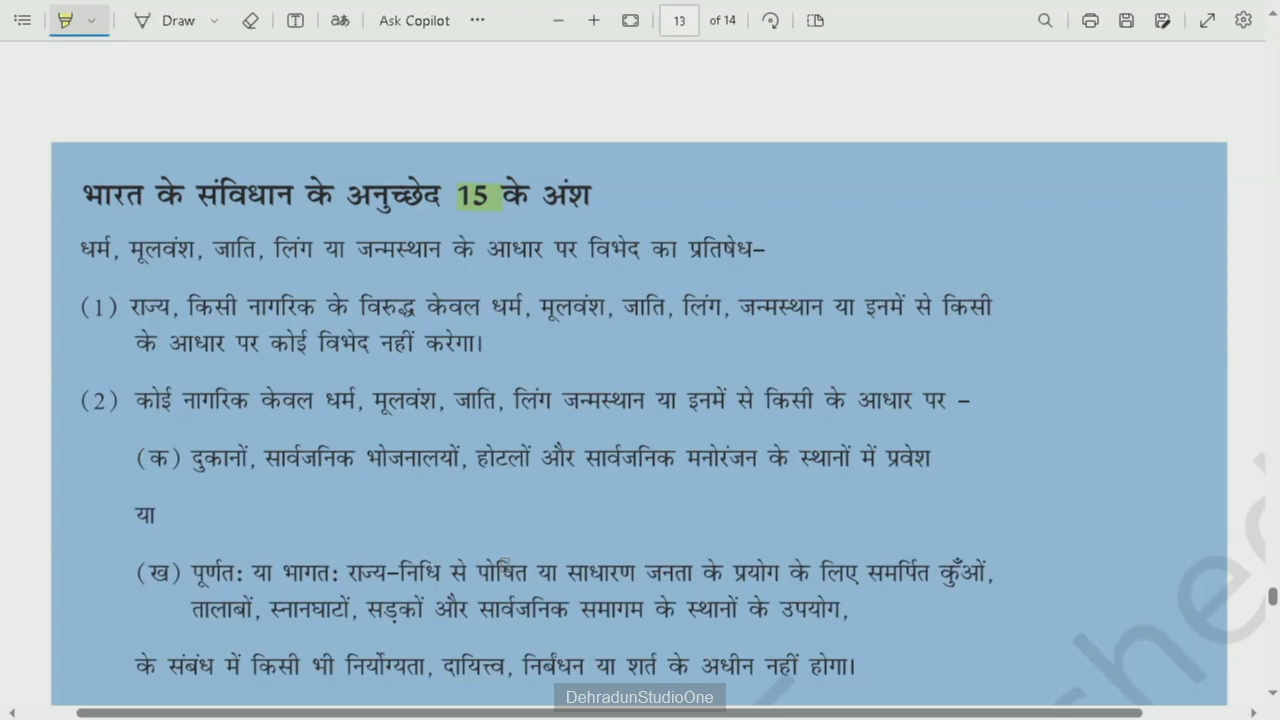 Draw
Ask Copilot
13 of 14
भारत के संविधान के अनुच्छेद 15 के अंश
धर्म, मूलवंश, जाति, लिंग या जन्मस्थान के आधार पर विभेद का प्रतिषेध–
(1) राज्य, किसी नागरिक के विरुद्ध केवल धर्म, मूलवंश, जाति, लिंग, जन्मस्थान या इनमें से किसी
के आधार पर कोई विभेद नहीं करेगा।
(2) कोई नागरिक केवल धर्म, मूलवंश, जाति, लिंग जन्मस्थान या इनमें से किसी के आधार पर –
(क) दुकानों, सार्वजनिक भोजनालयों, होटलों और सार्वजनिक मनोरंजन के स्थानों में प्रवेश
या
(ख) पूर्णत: या भागत: राज्य–निधि से पोषित या साधारण जनता के प्रयोग के लिए समर्पित कुँओं,
तालाबों, स्नानघाटों, सड़कों और सार्वजनिक समागम के स्थानों के उपयोग,
के संबंध में किसी भी निर्योग्यता, दायित्त्व, निर्बंधन या शर्त के अधीन नहीं होगा।
DehradunStudioOne